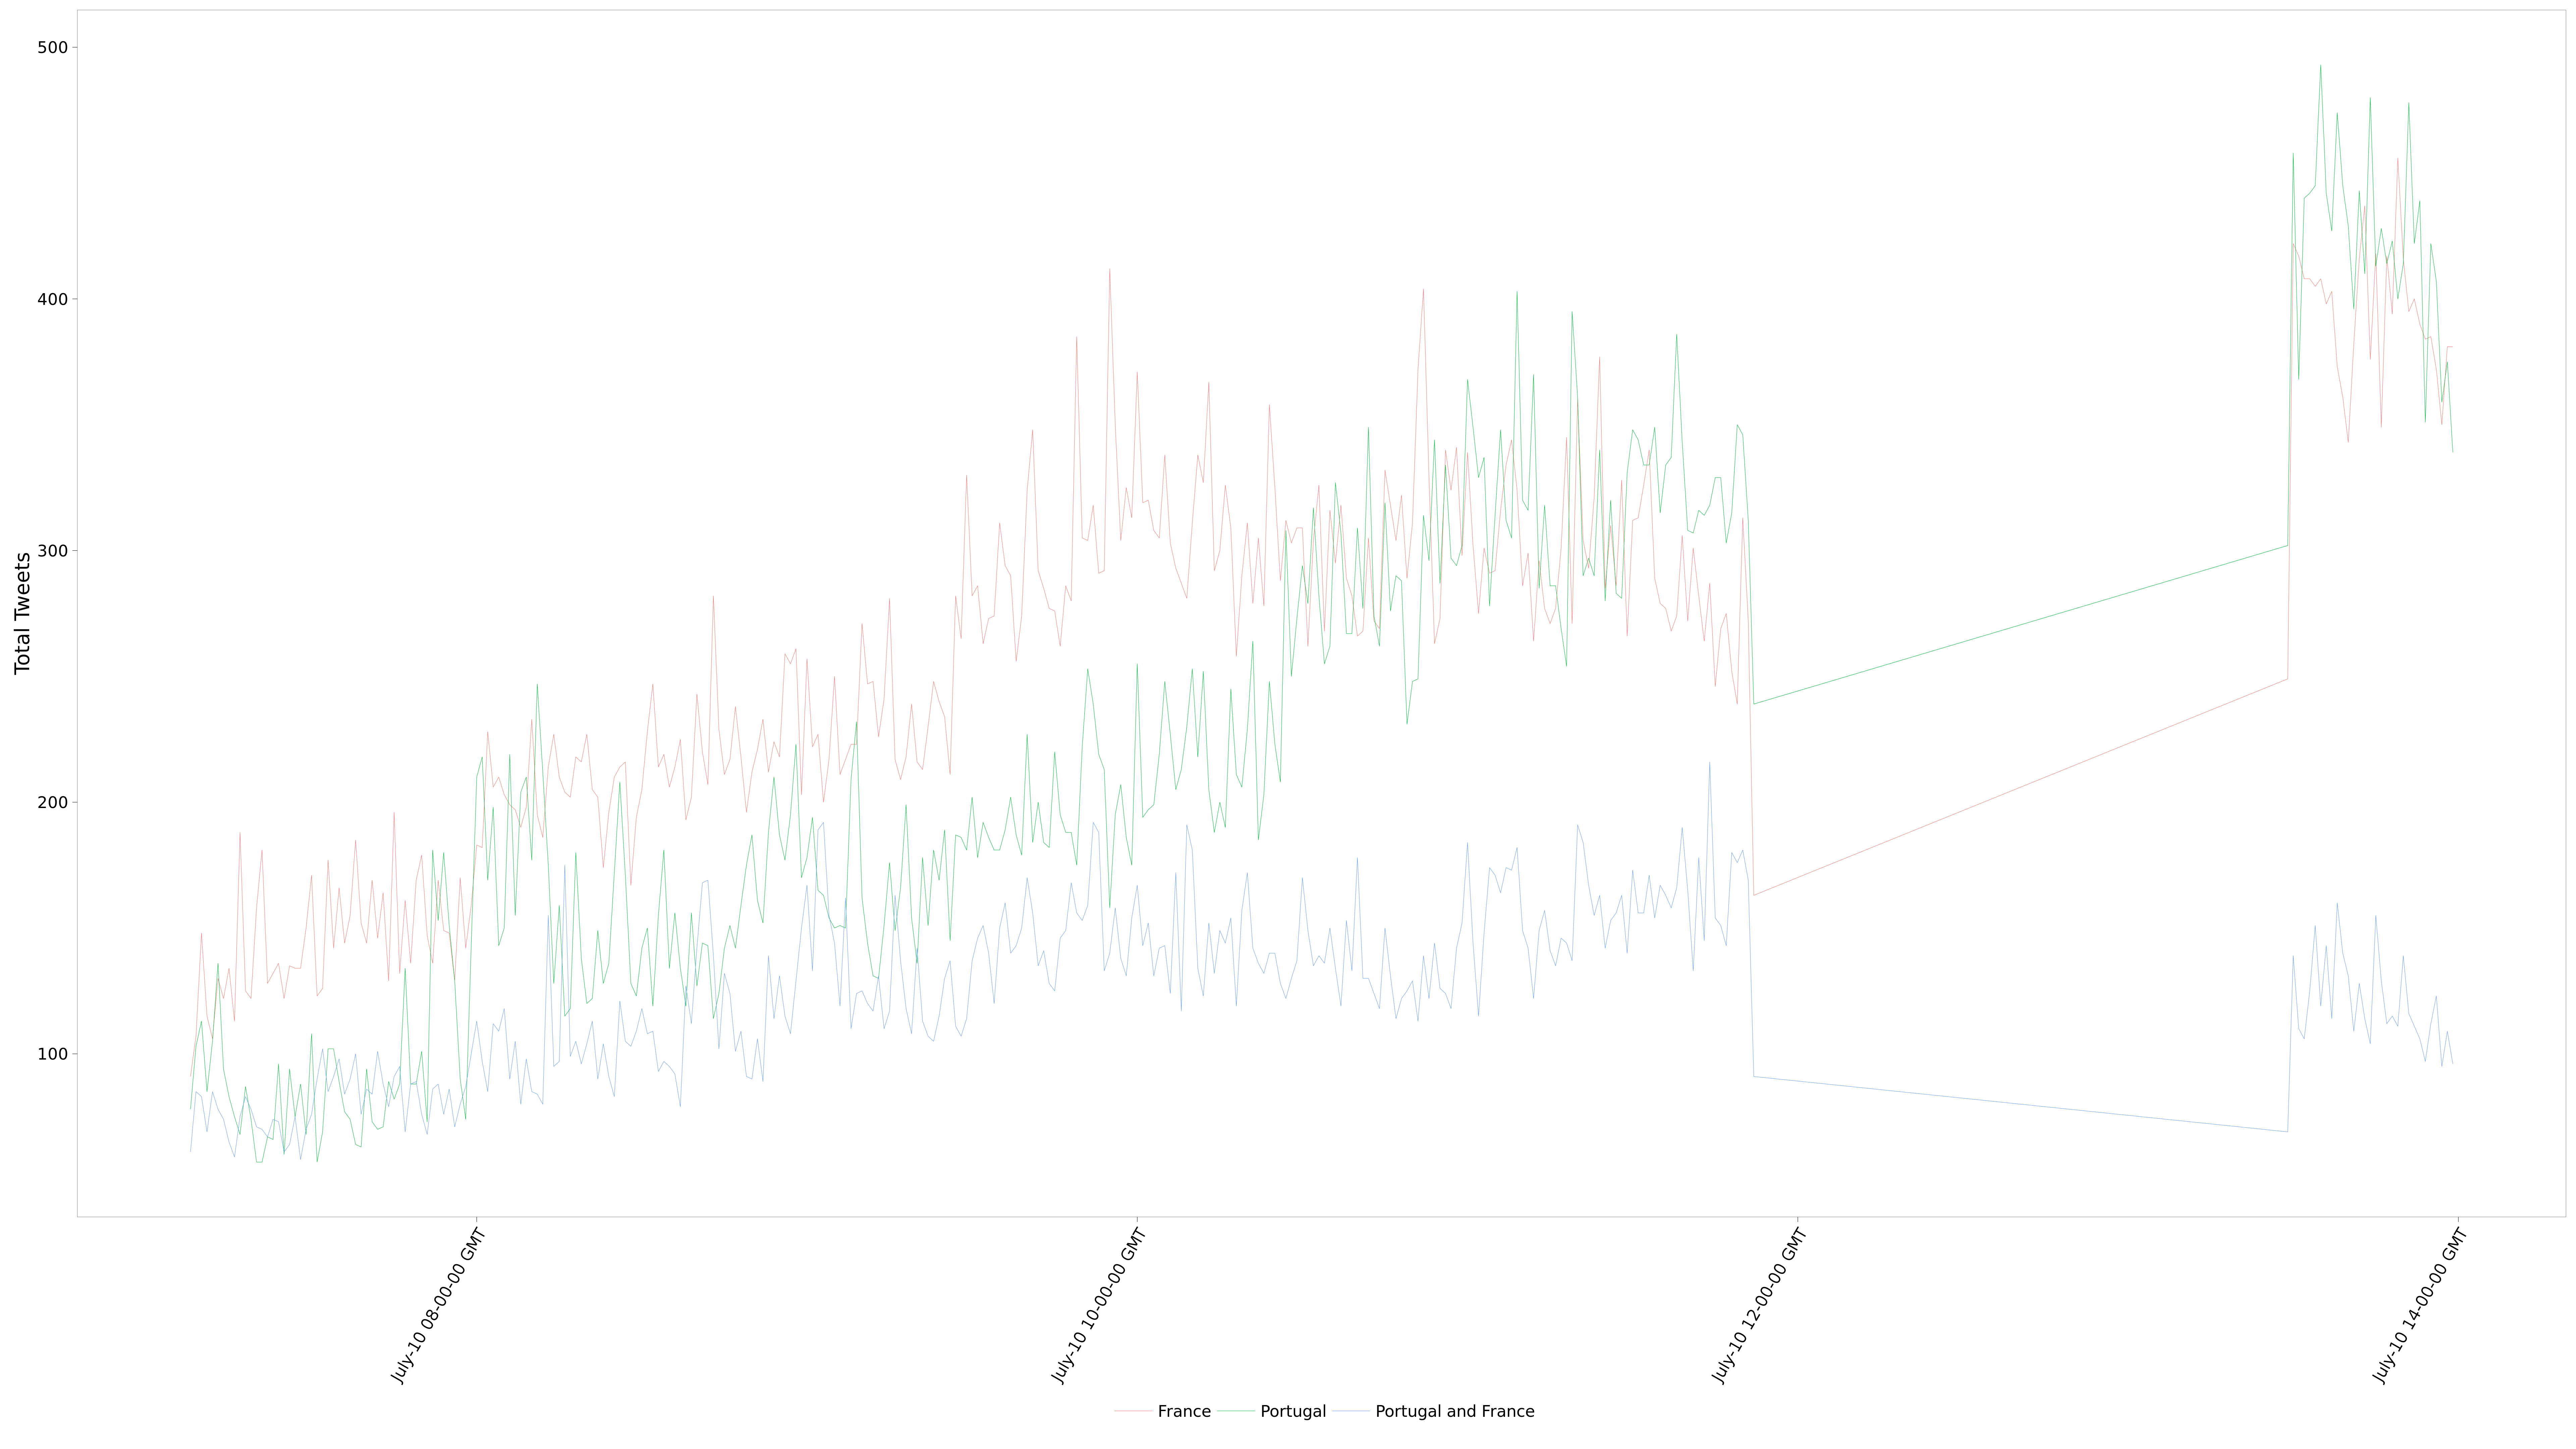 Total Tweets
500
400
300
200
100
July-10 08-00-00 GMT
July-10 10-00-00 GMT
July-10 12-00-00 GMT
July-10 14-00-00 GMT
France
Portugal
Portugal and France